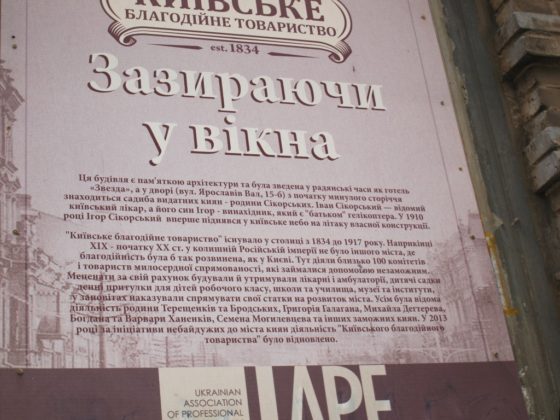 КИЇВСЬКЕ
БЛАГОДІЙНЕ ТОВАРИСТВО
est.1834
Зазираючи
у вікна
Ця будівля є пам'яткою архітектури та була зведена у радянські часи як готель
«Звезда», а у дворі (вул. Ярославів Вал, 15-б) з початку минулого сторіччя
знаходиться садиба видатних киян - родини Сікорських. Іван Сікорський — відомий
київський лікар, а його син Ігор - винахідник, який є "батьком" гелікоптера. У 1910
році Ігор Сікорський вперше піднявся у київське небо на літаку власної конструкції.
"Київське благодійне товариство" існувало у столиці з 1834 до 1917 року. Наприкінці
XIX - початку XX ст. у колишній Російській імперії не було іншого міста, де
благодійність була б так розвинена, як у Києві. Тут діяли близько 100 комітетів
і товариств милосердної спрямованості, які займалися допомогою незаможним.
Меценати за свій рахунок будували й утримували лікарні і амбулаторії, дитячі садки
денні притулки для дітей робочого класу, школи та училища, музеї та інститути,
у заповітах наказували спрямувати свої статки на розвиток міста. Усім була відома
діяльність родини Терещенків та Бродських, Григорія Галагана, Михайла Дегтерева,
Богдана та Варвари Ханенків, Семена Могилевцева та інших заможних киян. У 2013
році за ініціативи небайдужих до міста киян діяльність "Київського благодійного
товариства" було відновлено.
UKRAINIAN
ASSOCIATION
OF PROFESSIONAL